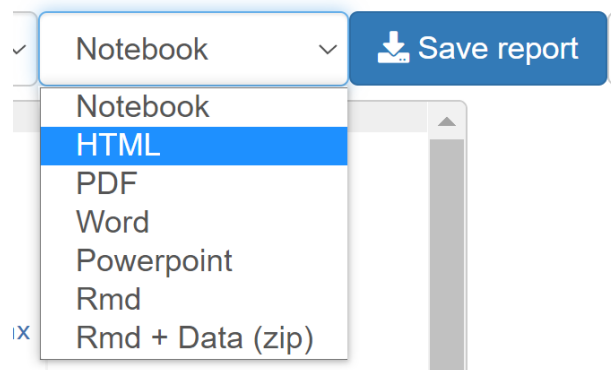 Notebook
Save report
Notebook
HTML
PDF
Word
Powerpoint
Rmd
Rmd + Data (zip)